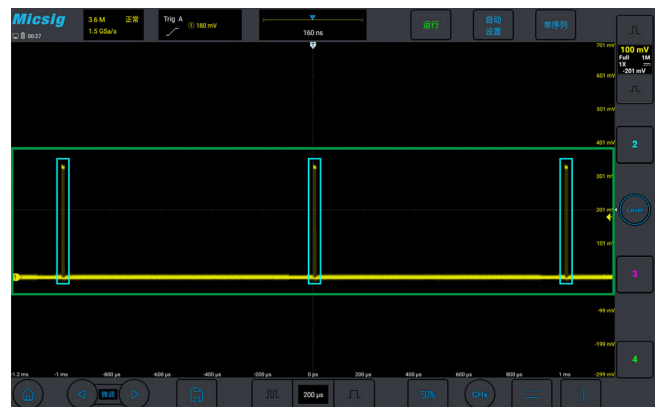 Micsig
00:27
3.6 M 正常
1.5 GSa/s
Trig A
① 180 mV
160 ns
运行
自动
设置
单序列
T
100 mV
Full 1M
1X
-201 mV
701 mV
601 mV
501 mV
401 mV
301 mV
201 mV
101 mV
-99 mV
-199 mV
-299 mV
2
Level
3
4
1
-1.2 ms -1 ms -800 μs -600 μs -400 μs -200 μs 0 ps 200 μs 400 μs 600 μs 800 μs 1 ms
微调
200 μs
50%
CHx